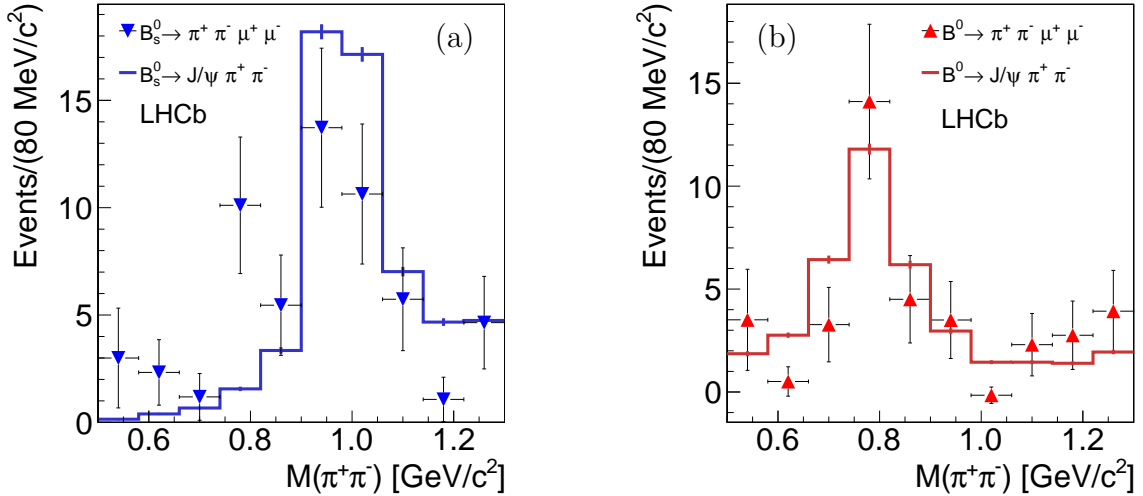 (a)
B⁰ₛ → π⁺ π⁻ μ⁺ μ⁻
B⁰ₛ → J/ψ π⁺ π⁻
LHCb
Events/(80 MeV/c²)
15
10
5
0
0.6 0.8 1.0 1.2
M(π⁺π⁻) [GeV/c²]
(b)
B⁰ → π⁺ π⁻ μ⁺ μ⁻
B⁰ → J/ψ π⁺ π⁻
LHCb
Events/(80 MeV/c²)
15
10
5
0
0.6 0.8 1.0 1.2
M(π⁺π⁻) [GeV/c²]